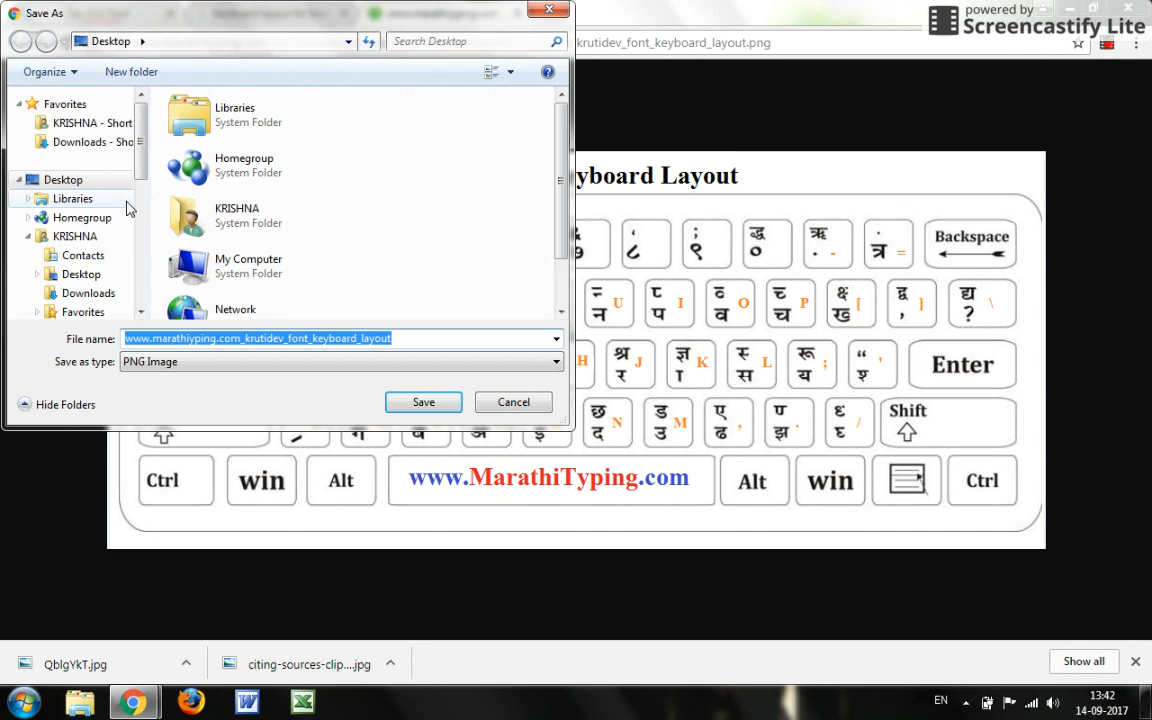 Save As
powered by
Screencastify Lite
Desktop
Search Desktop
krutidev_font_keyboard_layout.png
Organize
New folder
Favorites
KRISHNA - Short
Downloads - Sho
Desktop
Libraries
Homegroup
KRISHNA
Contacts
Desktop
Downloads
Favorites
Libraries
System Folder
Homegroup
System Folder
KRISHNA
System Folder
My Computer
System Folder
Network
File name:
www.marathiyping.com_krutidev_font_keyboard_layout
Save as type:
PNG Image
Hide Folders
Save
Cancel
yboard Layout
८ ; ९ द्ध ० ऋ . - त्र =
Backspace
न U प I व O च P क्ष ख [ द्व , ] द्य ? \
H श्र र J ज्ञ ा K स L रू य ; “ श् '
Enter
छ द N ड उ M ए ढ , झ . ध /
Shift
Ctrl
win
Alt
www.MarathiTyping.com
Alt
win
Ctrl
QblgYkT.jpg
citing-sources-clip....jpg
Show all
EN
13:42
14-09-2017